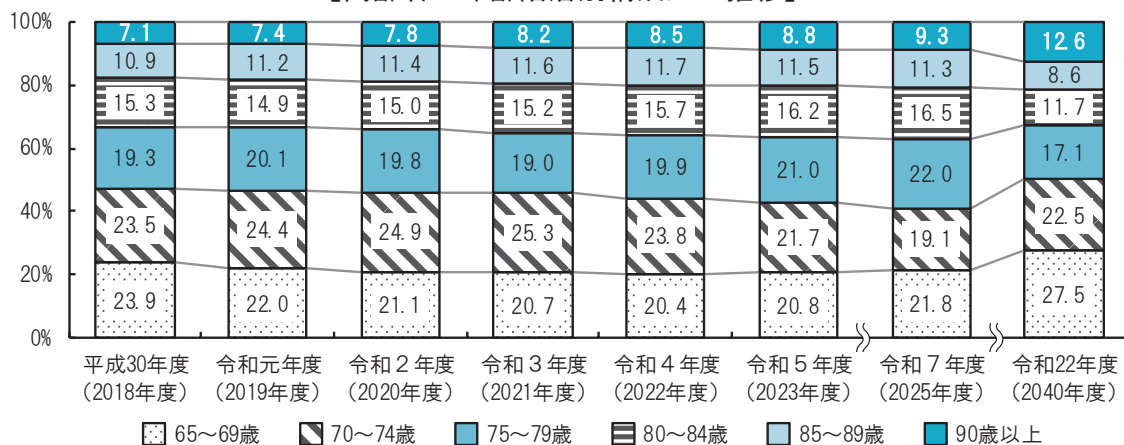 100%
80%
60%
40%
20%
0%
7.1 7.4 7.8 8.2 8.5 8.8 9.3 12.6
10.9 11.2 11.4 11.6 11.7 11.5 11.3 8.6
15.3 14.9 15.0 15.2 15.7 16.2 16.5 11.7
19.3 20.1 19.8 19.0 19.9 21.0 22.0 17.1
23.5 24.4 24.9 25.3 23.8 21.7 19.1 22.5
23.9 22.0 21.1 20.7 20.4 20.8 21.8 27.5
平成30年度 令和元年度 令和2年度 令和3年度 令和4年度 令和5年度 令和7年度 令和22年度
(2018年度) (2019年度) (2020年度) (2021年度) (2022年度) (2023年度) (2025年度) (2040年度)
65～69歳 70～74歳 75～79歳 80～84歳 85～89歳 90歳以上